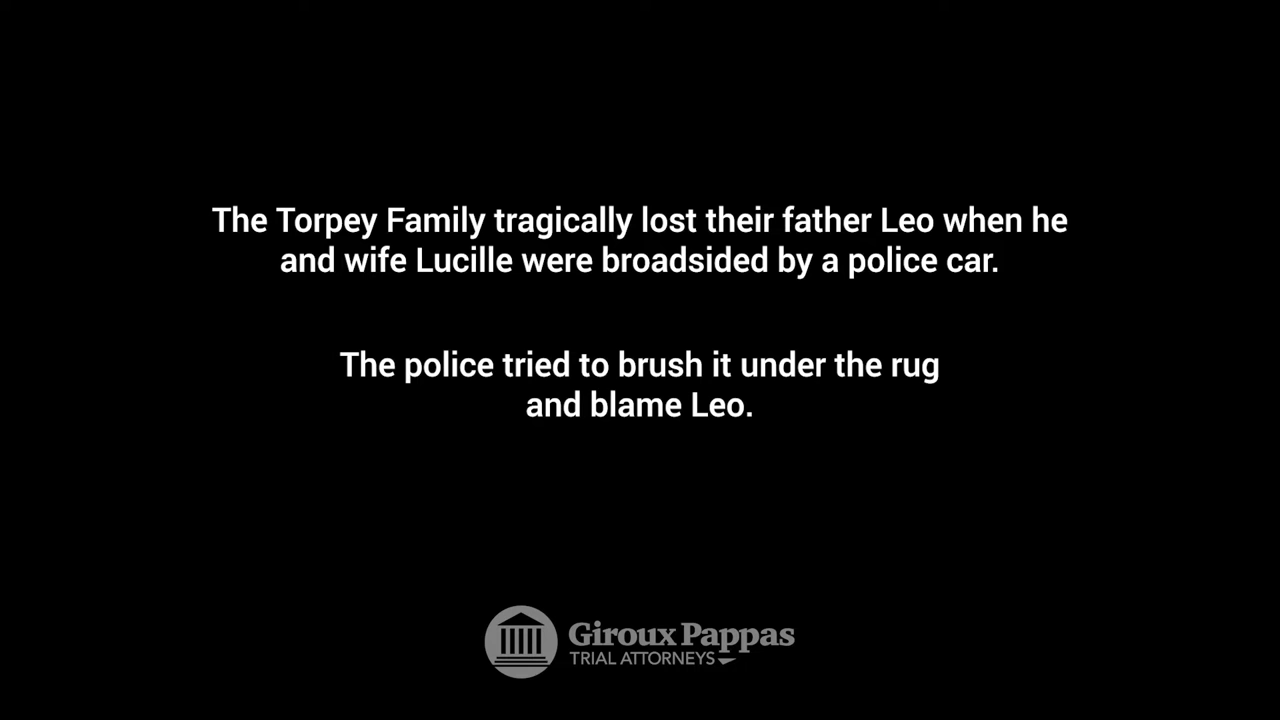 The Torpey Family tragically lost their father Leo when he
and wife Lucille were broadsided by a police car.
The police tried to brush it under the rug
and blame Leo.
Giroux Pappas
TRIAL ATTORNEYS